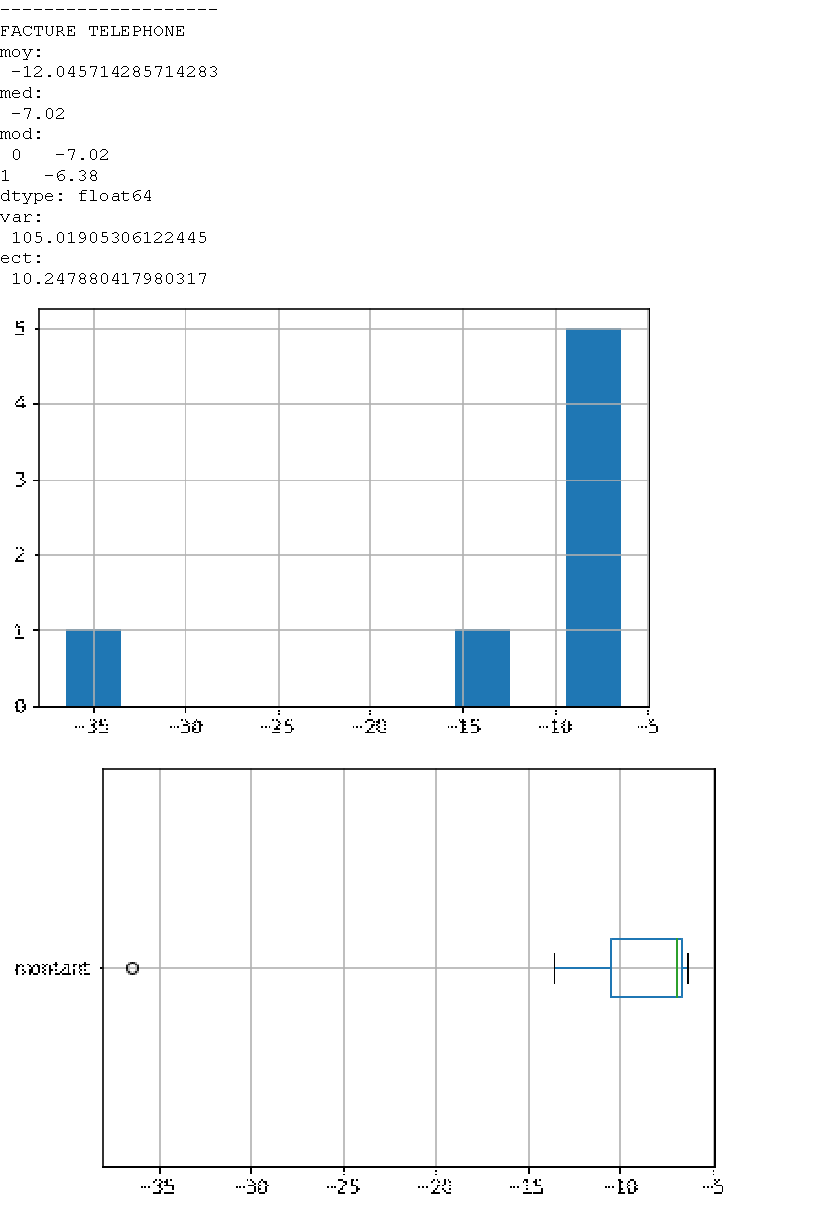 --------------------
FACTURE TELEPHONE
moy:
-12.045714285714283
med:
-7.02
mod:
0   -7.02
1   -6.38
dtype: float64
var:
105.01905306122445
ect:
10.247880417980317
5
4
3
2
1
0
−35 −30 −25 −20 −15 −10 −5
montant
−35 −30 −25 −20 −15 −10 −5